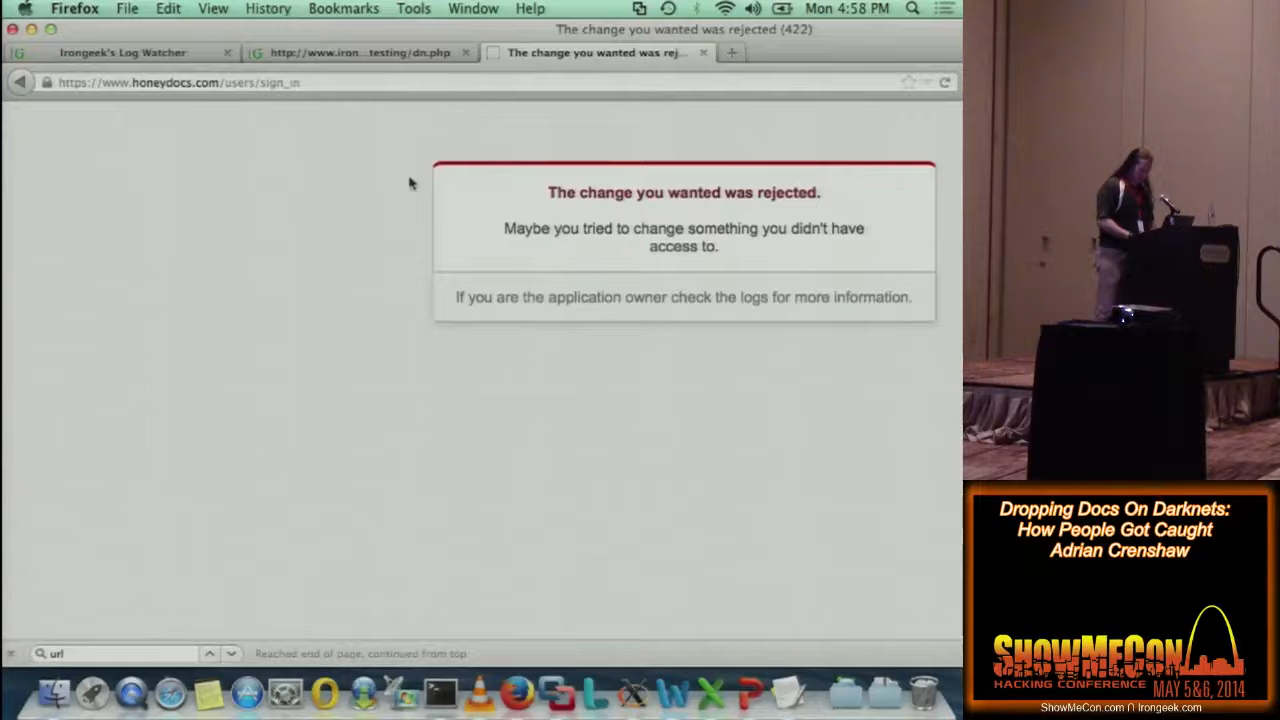 Firefox File Edit View History Bookmarks Tools Window Help Mon 4:58 PM
The change you wanted was rejected (422)
Irongeek's Log Watcher × http://www.iron...testing/dn.php × The change you wanted was rej... × +
https://www.honeydocs.com/users/sign_in
The change you wanted was rejected.
Maybe you tried to change something you didn't have
access to.
If you are the application owner check the logs for more information.
url Reached end of page, continued from top
Dropping Docs On Darknets:
How People Got Caught
Adrian Crenshaw
ShowMeCon
HACKING CONFERENCE MAY 5&6, 2014
ShowMeCon.com ∩ Irongeek.com